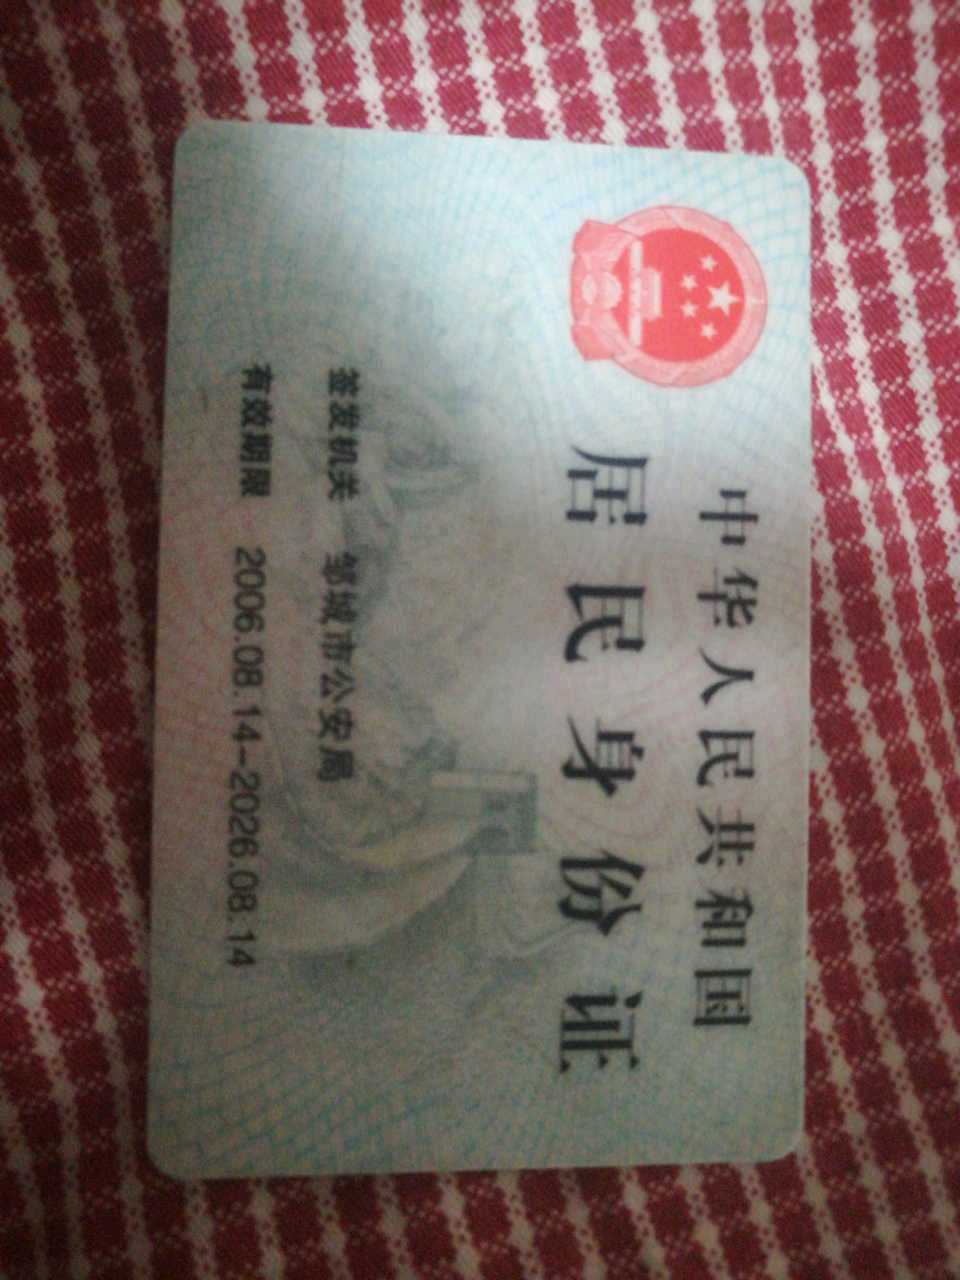 中华人民共和国
居民身份证
签发机关 邹城市公安局
有效期限 2006.08.14-2026.08.14